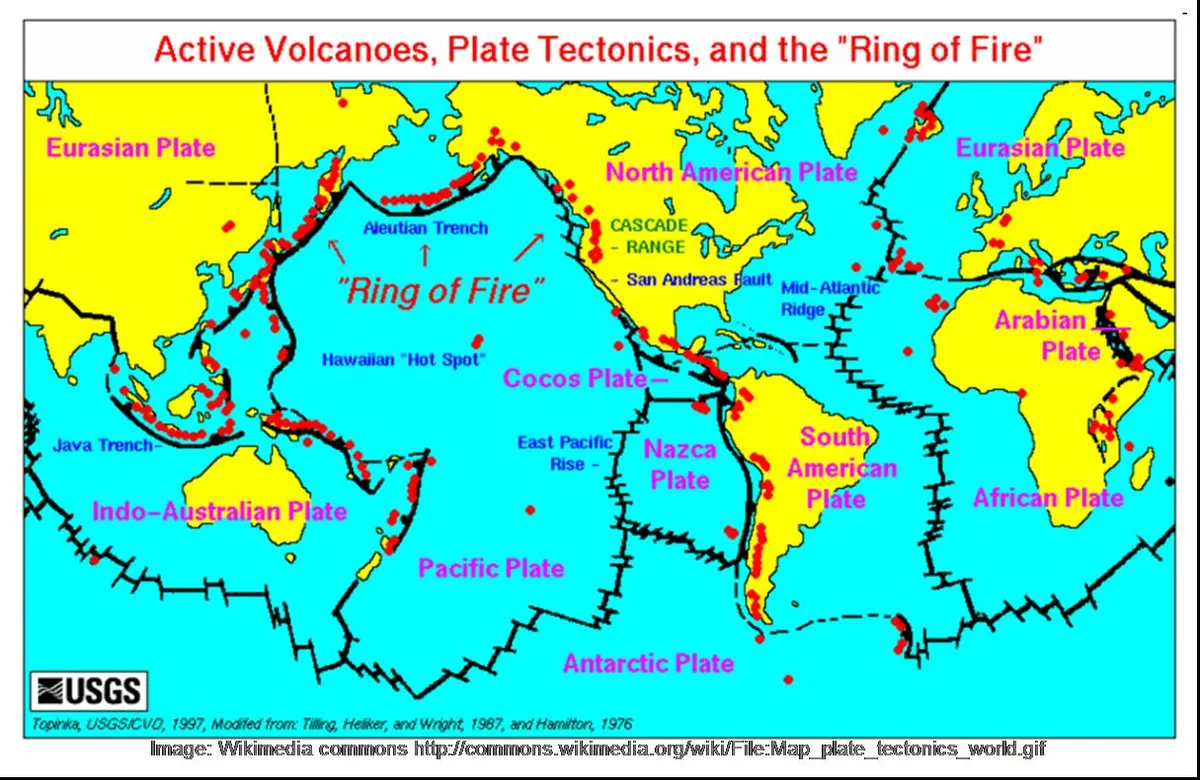 Active Volcanoes, Plate Tectonics, and the "Ring of Fire"
Eurasian Plate
North American Plate
Eurasian Plate
Aleutian Trench
CASCADE
- RANGE
"Ring of Fire"
- San Andreas Fault
Mid-Atlantic
Ridge
Arabian
Plate
Hawaiian "Hot Spot"
Cocos Plate
Java Trench
East Pacific
Rise -
Nazca
Plate
South
American
Plate
Indo-Australian Plate
African Plate
Pacific Plate
Antarctic Plate
USGS
Topinka, USGS/CVO, 1997, Modifed from: Tilling, Heliker, and Wright, 1987, and Hamilton, 1976
Image: Wikimedia commons http://commons.wikimedia.org/wiki/File:Map_plate_tectonics_world.gif